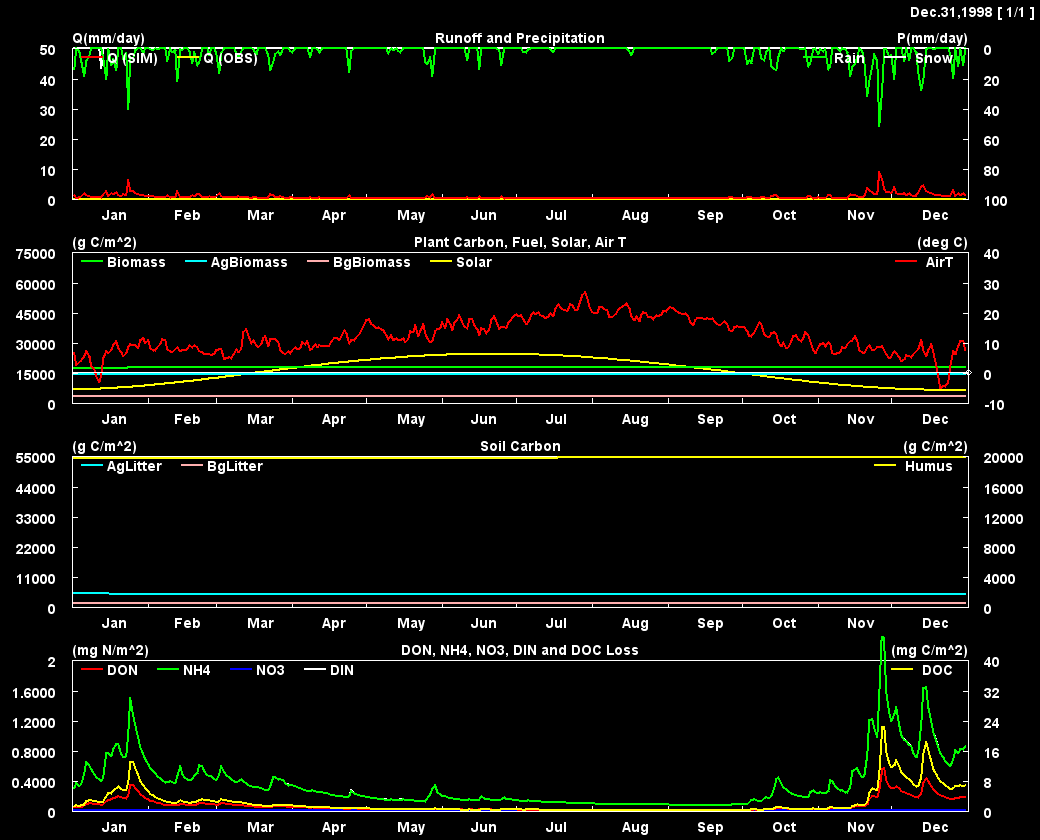 Dec.31,1998 [ 1/1 ]
Q(mm/day) Runoff and Precipitation P(mm/day)
50 Q (SIM) Q (OBS) Rain Snow 0
40 20
30 40
20 60
10 80
0 100
Jan Feb Mar Apr May Jun Jul Aug Sep Oct Nov Dec
(g C/m^2) Plant Carbon, Fuel, Solar, Air T (deg C)
75000 40
Biomass AgBiomass BgBiomass Solar AirT
60000 30
45000 20
30000 10
15000 0
0 -10
Jan Feb Mar Apr May Jun Jul Aug Sep Oct Nov Dec
(g C/m^2) Soil Carbon (g C/m^2)
55000 20000
AgLitter BgLitter Humus
44000 16000
33000 12000
22000 8000
11000 4000
0 0
Jan Feb Mar Apr May Jun Jul Aug Sep Oct Nov Dec
(mg N/m^2) DON, NH4, NO3, DIN and DOC Loss (mg C/m^2)
2 40
DON NH4 NO3 DIN DOC
1.6000 32
1.2000 24
0.8000 16
0.4000 8
0 0
Jan Feb Mar Apr May Jun Jul Aug Sep Oct Nov Dec